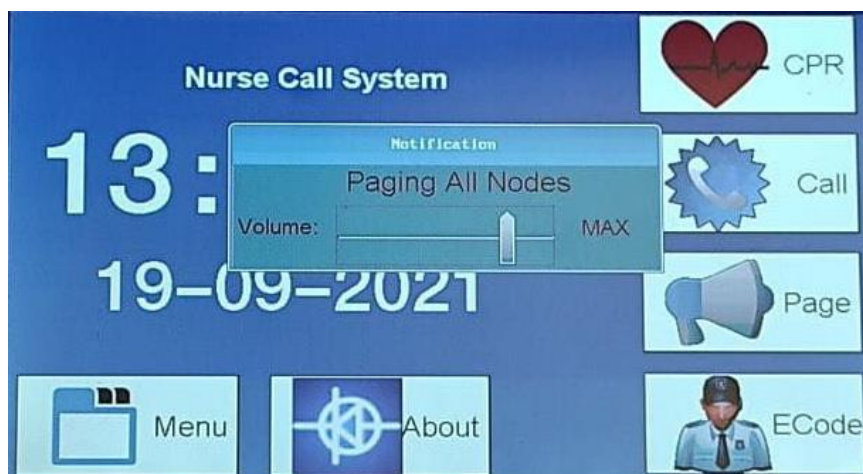 Nurse Call System
CPR
13:
Notification
Paging All Nodes
Volume:
MAX
Call
19-09-2021
Page
Menu
About
ECode